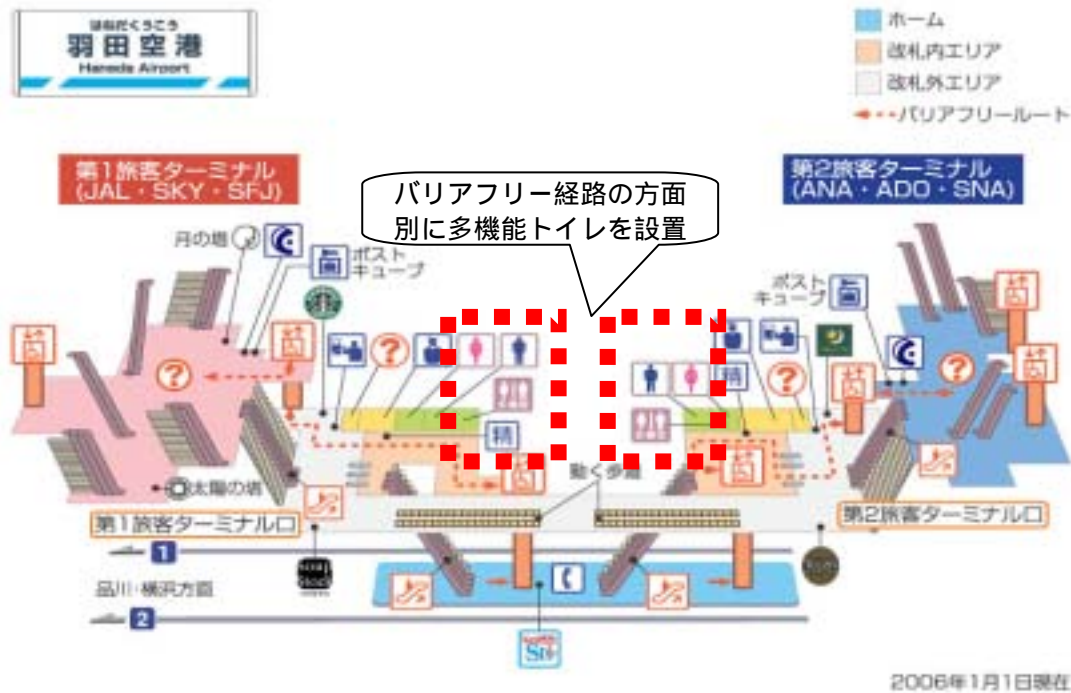 はねだくうこう
羽田空港
Haneda Airport
ホーム
改札内エリア
改札外エリア
バリアフリールート
第1旅客ターミナル
(JAL・SKY・SFJ)
第2旅客ターミナル
(ANA・ADO・SNA)
バリアフリー経路の方面
別に多機能トイレを設置
月の塔
ポスト
キューブ
ポスト
キューブ
?
?
?
?
精
精
動く歩道
太陽の塔
第1旅客ターミナル口
第2旅客ターミナル口
1
品川・横浜方面
2
2006年1月1日現在